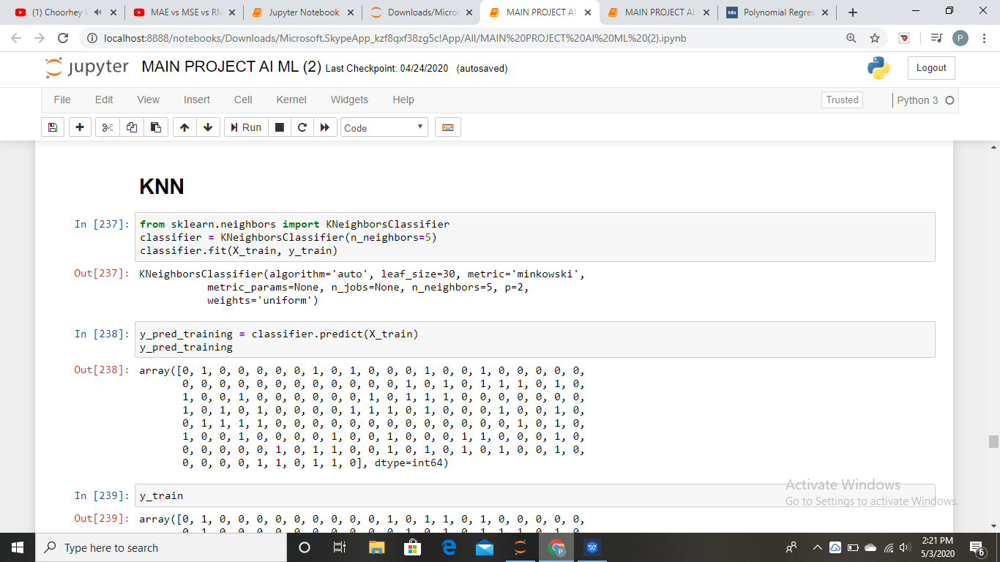 (1) Choorhey
MAE vs MSE vs RM
Jupyter Notebook
Downloads/Micros
MAIN PROJECT AI
MAIN PROJECT AI
tds Polynomial Regres
localhost:8888/notebooks/Downloads/Microsoft.SkypeApp_kzf8qxf38zg5c!App/All/MAIN%20PROJECT%20AI%20ML%20(2).ipynb
P
jupyter MAIN PROJECT AI ML (2) Last Checkpoint: 04/24/2020 (autosaved)
Logout
File Edit View Insert Cell Kernel Widgets Help
Trusted
Python 3
Run
Code
KNN
In [237]: from sklearn.neighbors import KNeighborsClassifier
classifier = KNeighborsClassifier(n_neighbors=5)
classifier.fit(X_train, y_train)
Out[237]: KNeighborsClassifier(algorithm='auto', leaf_size=30, metric='minkowski',
metric_params=None, n_jobs=None, n_neighbors=5, p=2,
weights='uniform')
In [238]: y_pred_training = classifier.predict(X_train)
y_pred_training
Out[238]: array([0, 1, 0, 0, 0, 0, 0, 1, 0, 1, 0, 0, 0, 1, 0, 0, 1, 0, 0, 0, 0, 0,
0, 0, 0, 0, 0, 0, 0, 0, 0, 0, 0, 0, 1, 0, 1, 0, 1, 1, 1, 0, 1, 0,
1, 0, 0, 1, 0, 0, 0, 0, 0, 0, 1, 0, 1, 1, 1, 0, 0, 0, 0, 0, 0, 0,
1, 0, 1, 0, 1, 0, 0, 0, 0, 1, 1, 1, 0, 1, 0, 0, 0, 1, 0, 0, 1, 0,
0, 1, 1, 1, 1, 0, 0, 0, 0, 0, 0, 0, 0, 0, 0, 0, 0, 0, 1, 0, 1, 0,
1, 0, 0, 1, 0, 0, 0, 0, 1, 0, 0, 1, 0, 0, 0, 1, 1, 0, 0, 0, 1, 0,
0, 0, 0, 0, 0, 1, 0, 1, 1, 0, 0, 1, 0, 1, 0, 1, 0, 1, 0, 0, 1, 0,
0, 0, 0, 0, 1, 1, 0, 1, 1, 0], dtype=int64)
In [239]: y_train
Out[239]: array([0, 1, 0, 0, 0, 0, 0, 0, 0, 0, 0, 1, 0, 1, 1, 0, 1, 0, 0, 0, 0, 0,
Activate Windows
Go to Settings to activate Windows.
Type here to search
2:21 PM
5/3/2020
6